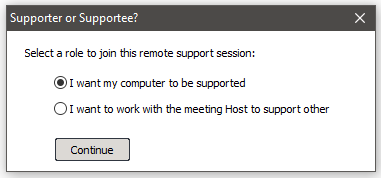 Supporter or Supportee?
Select a role to join this remote support session:
I want my computer to be supported
I want to work with the meeting Host to support other
Continue